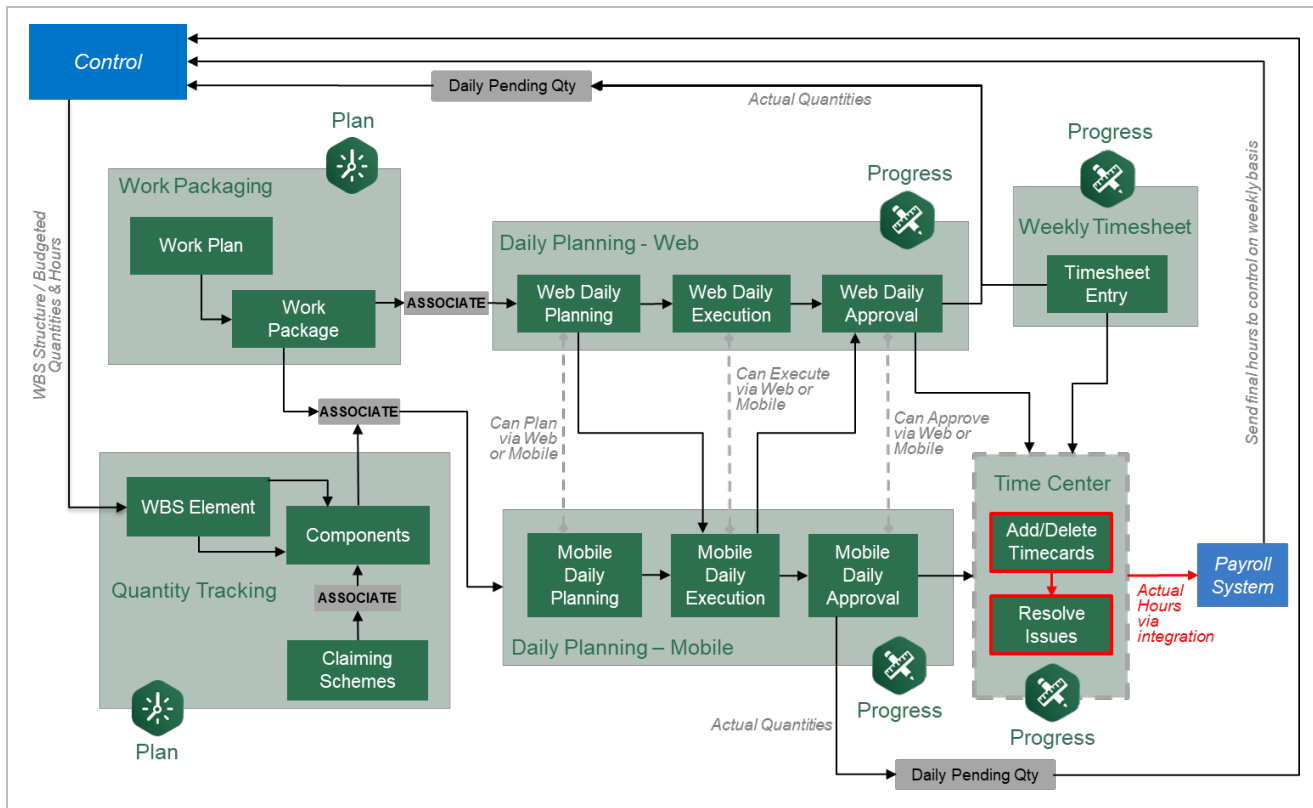 Control
Daily Pending Qty
Actual Quantities
Plan
Progress
Work Packaging
Progress
Weekly Timesheet
Work Plan
Daily Planning - Web
Work
Package
ASSOCIATE
Web Daily
Planning
Web Daily
Execution
Web Daily
Approval
Timesheet
Entry
WBS Structure / Budgeted
Quantities & Hours
Send final hours to control on weekly basis
ASSOCIATE
Can Plan
via Web
or Mobile
Can Execute
via Web or
Mobile
Can Approve
via Web or
Mobile
WBS Element
Components
Quantity Tracking
ASSOCIATE
Claiming
Schemes
Plan
Mobile
Daily
Planning
Mobile
Daily
Execution
Mobile
Daily
Approval
Daily Planning – Mobile
Progress
Time Center
Add/Delete
Timecards
Resolve
Issues
Progress
Actual
Hours
via
integration
Payroll
System
Actual Quantities
Daily Pending Qty